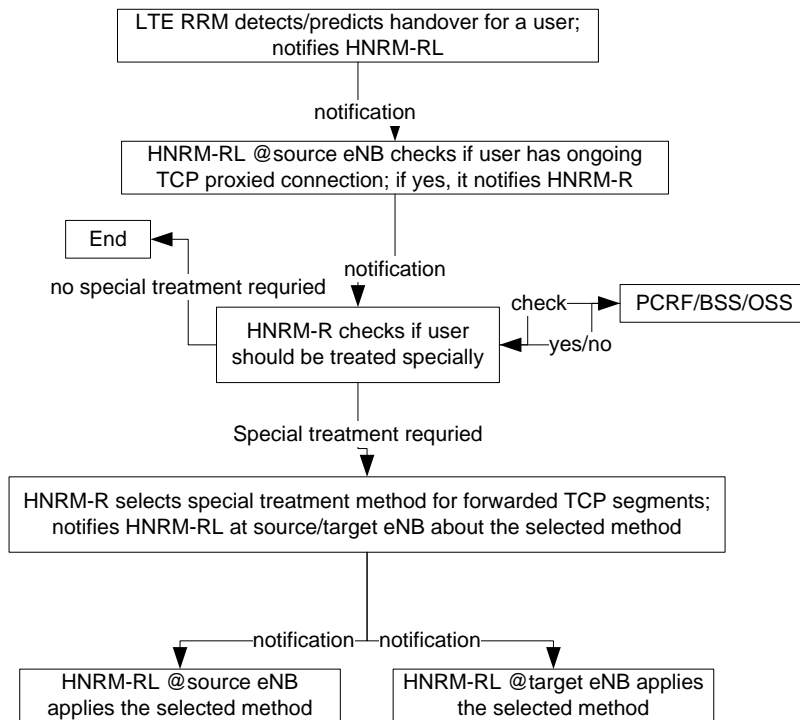 LTE RRM detects/predicts handover for a user;
notifies HNRM-RL
notification
HNRM-RL @source eNB checks if user has ongoing
TCP proxied connection; if yes, it notifies HNRM-R
End
notification
no special treatment requried
check
PCRF/BSS/OSS
HNRM-R checks if user
should be treated specially
yes/no
Special treatment requried
HNRM-R selects special treatment method for forwarded TCP segments;
notifies HNRM-RL at source/target eNB about the selected method
notification
notification
HNRM-RL @source eNB
applies the selected method
HNRM-RL @target eNB applies
the selected method